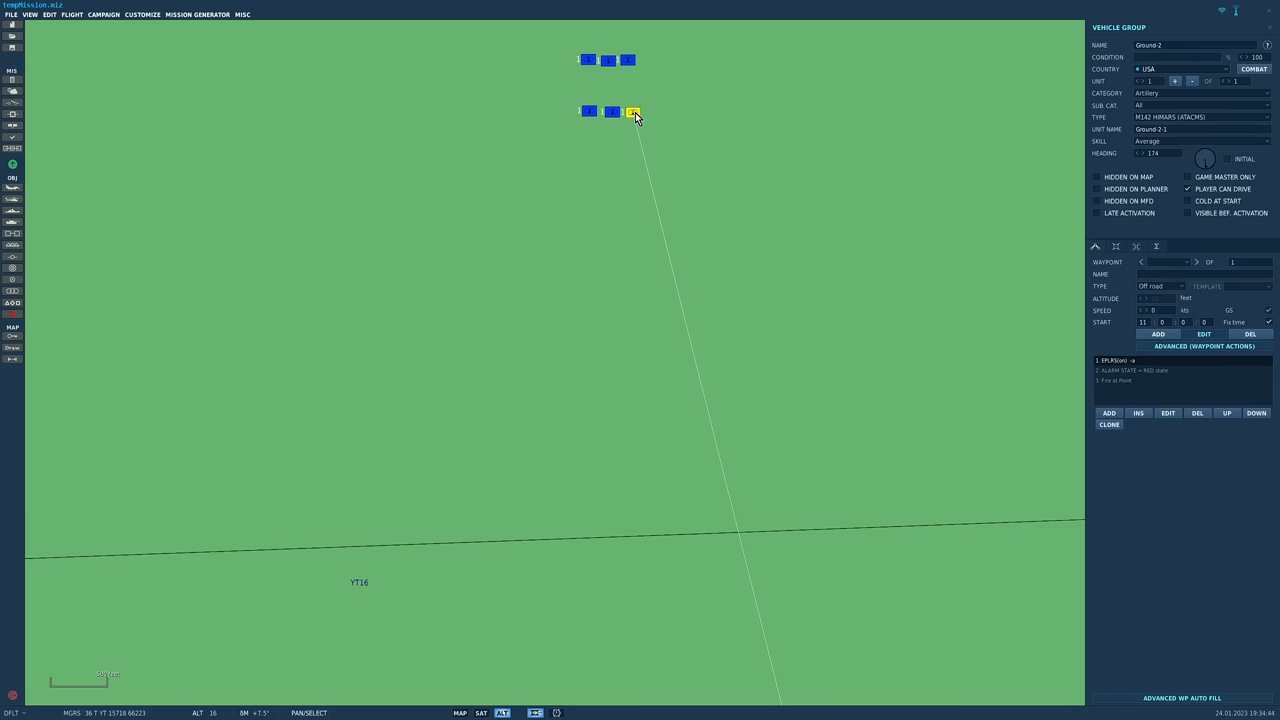 tempMission.miz
FILE VIEW EDIT FLIGHT CAMPAIGN CUSTOMIZE MISSION GENERATOR MISC
MIS
OBJ
MAP
Draw
1
1
YT16
VEHICLE GROUP
NAME Ground-2 ?
CONDITION % < > 100
COUNTRY USA COMBAT
UNIT < > 1 + - OF < > 1
CATEGORY Artillery
SUB. CAT. All
TYPE M142 HIMARS (ATACMS)
UNIT NAME Ground-2-1
SKILL Average
HEADING < > 174 INITIAL
HIDDEN ON MAP GAME MASTER ONLY
HIDDEN ON PLANNER PLAYER CAN DRIVE
HIDDEN ON MFD COLD AT START
LATE ACTIVATION VISIBLE BEF. ACTIVATION
WAYPOINT < > OF 1
NAME
TYPE Off road TEMPLATE
ALTITUDE feet
SPEED < > 0 kts GS
START 11 : 0 : 0 / 0 Fix time
ADD EDIT DEL
ADVANCED (WAYPOINT ACTIONS)
1. EPLRS(on) -a
2. ALARM STATE = RED state
3. Fire at Point
ADD INS EDIT DEL UP DOWN
CLONE
ADVANCED WP AUTO FILL
DFLT MGRS 36 T YT 15718 66223 ALT 16 δM +7.5° PAN/SELECT MAP SAT ALT 24.01.2023 19:34:44